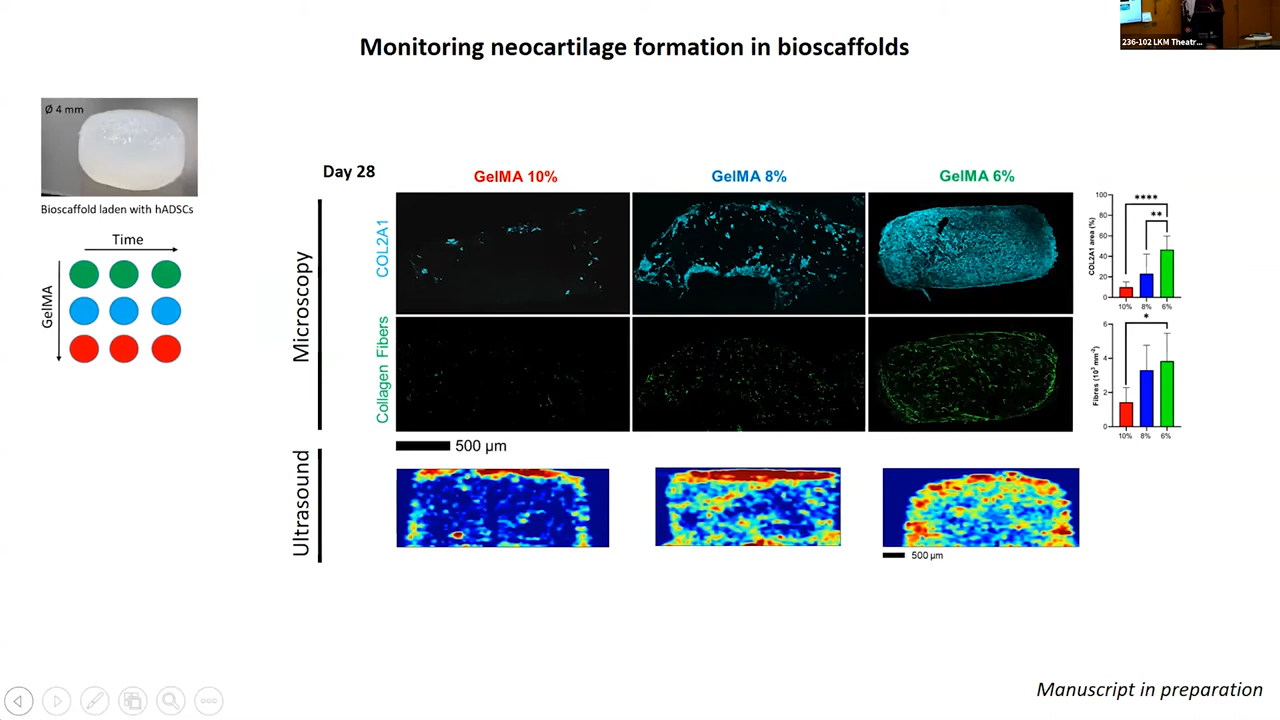 Monitoring neocartilage formation in bioscaffolds
236-102 LKM Theatr...
Ø 4 mm
Bioscaffold laden with hADSCs
Time
GelMA
Day 28
GelMA 10%
GelMA 8%
GelMA 6%
Microscopy
COL2A1
Collagen Fibers
500 µm
Ultrasound
500 µm
COL2A1 area (%)
100
80
60
40
20
0
****
**
10%
8%
6%
Fibres (10³ mm⁻²)
6
4
2
0
*
10%
8%
6%
Manuscript in preparation